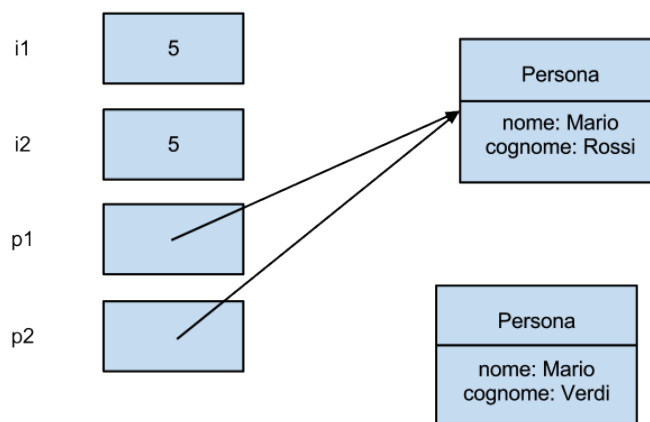 i1
5
i2
5
p1
p2
Persona
nome: Mario
cognome: Rossi
Persona
nome: Mario
cognome: Verdi